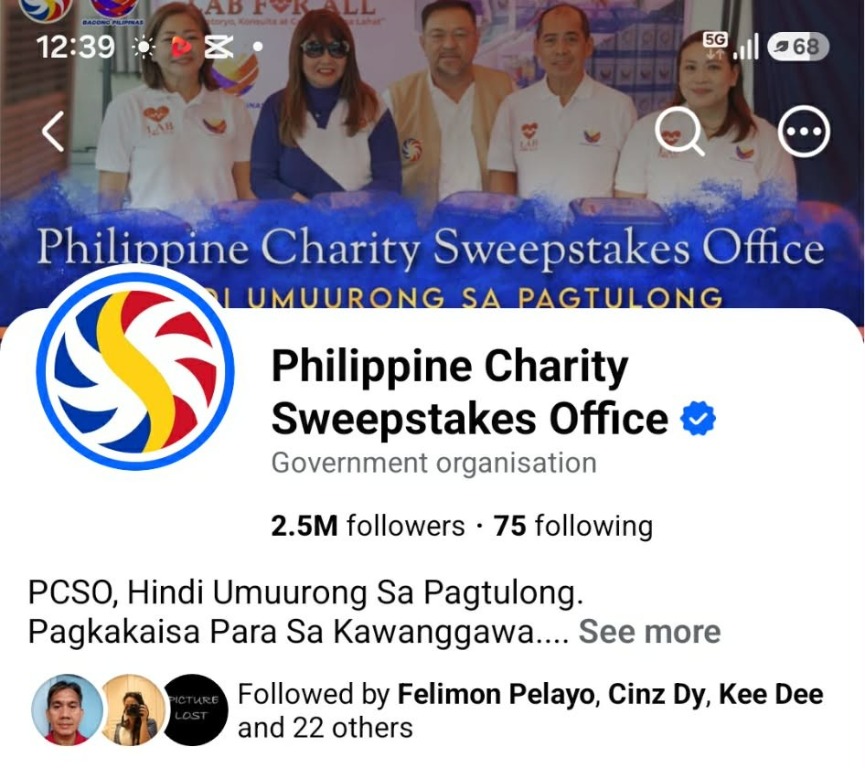 BAGONG PILIPINAS
LAB FOR ALL
12:39
5G
68
Philippine Charity Sweepstakes Office
UMUURONG SA PAGTULONG
Philippine Charity
Sweepstakes Office
Government organisation
2.5M followers · 75 following
PCSO, Hindi Umuurong Sa Pagtulong.
Pagkakaisa Para Sa Kawanggawa.... See more
PICTURE
LOST
Followed by Felimon Pelayo, Cinz Dy, Kee Dee
and 22 others